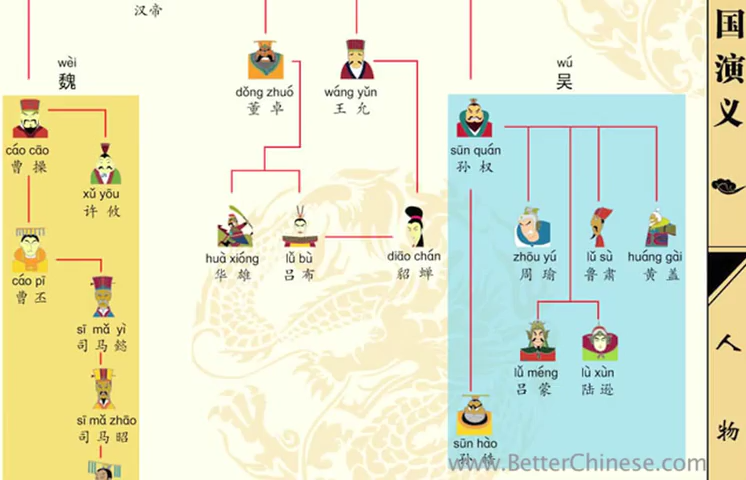 汉帝
wèi
魏
cáo cāo
曹操
xǔ yōu
许攸
cáo pī
曹丕
sī mǎ yì
司马懿
sī mǎ zhāo
司马昭
dǒng zhuó
董卓
wáng yǔn
王允
huà xióng
华雄
lǚ bù
吕布
diāo chán
貂蝉
wú
吴
sūn quán
孙权
zhōu yú
周瑜
lǔ sù
鲁肃
huáng gài
黄盖
lǚ méng
吕蒙
lù xùn
陆逊
sūn hào
孙皓
www.BetterChinese.com
国演义
人物